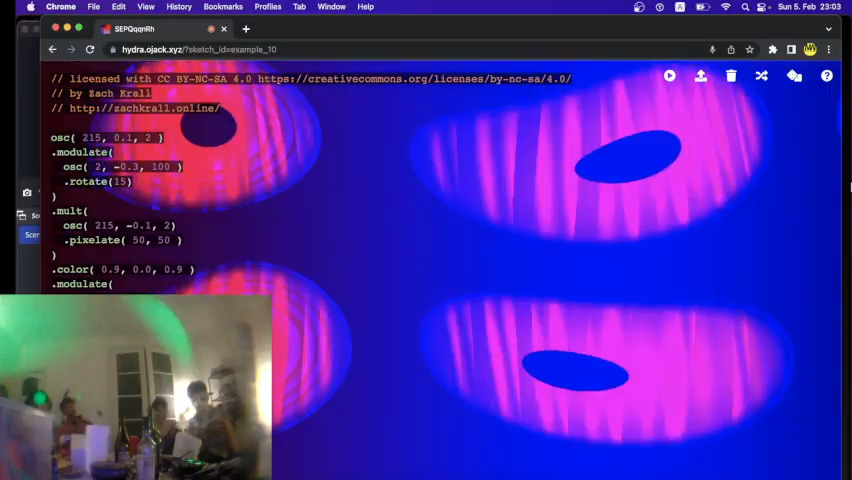 Chrome File Edit View History Bookmarks Profiles Tab Window Help
Sun 5. Feb 23:03
SEPQqqnRh
hydra.ojack.xyz/?sketch_id=example_10
// licensed with CC BY-NC-SA 4.0 https://creativecommons.org/licenses/by-nc-sa/4.0/
// by Zach Krall
// http://zachkrall.online/
osc( 215, 0.1, 2 )
.modulate(
osc( 2, -0.3, 100 )
.rotate(15)
)
.mult(
osc( 215, -0.1, 2)
.pixelate( 50, 50 )
)
.color( 0.9, 0.0, 0.9 )
.modulate(